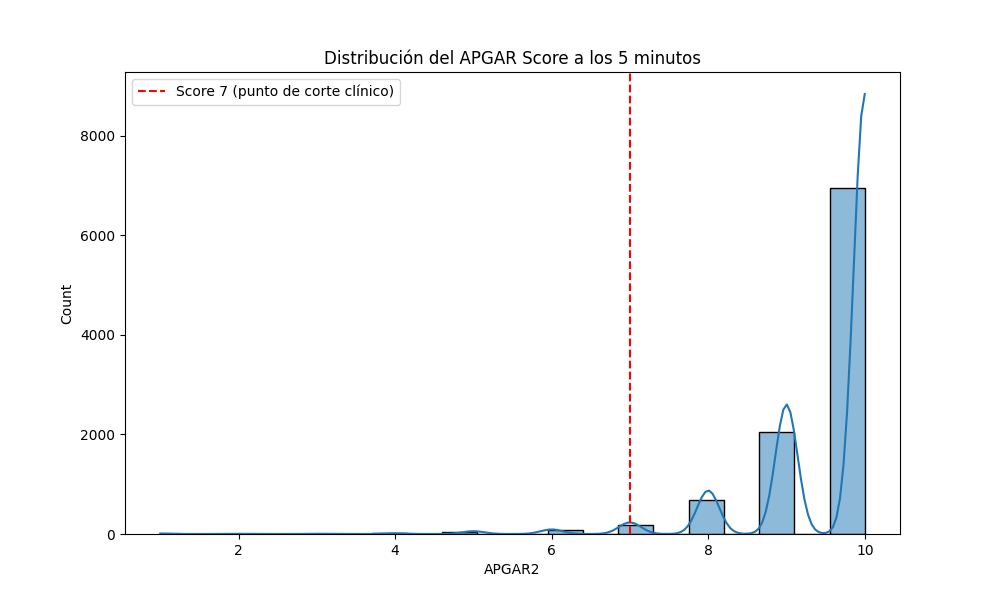 Distribución del APGAR Score a los 5 minutos
Score 7 (punto de corte clínico)
8000
6000
4000
2000
0
Count
2 4 6 8 10
APGAR2